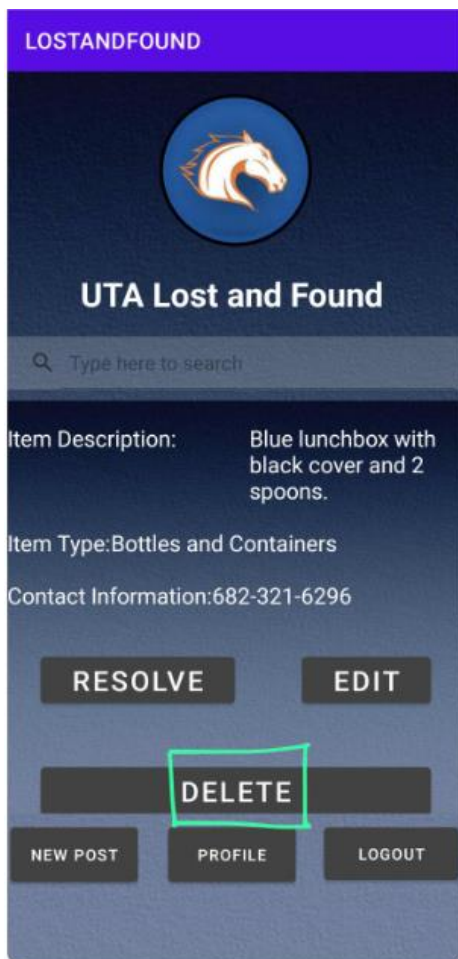 LOSTANDFOUND
UTA Lost and Found
Type here to search
Item Description: Blue lunchbox with
black cover and 2
spoons.
Item Type:Bottles and Containers
Contact Information:682-321-6296
RESOLVE EDIT
DELETE
NEW POST PROFILE LOGOUT